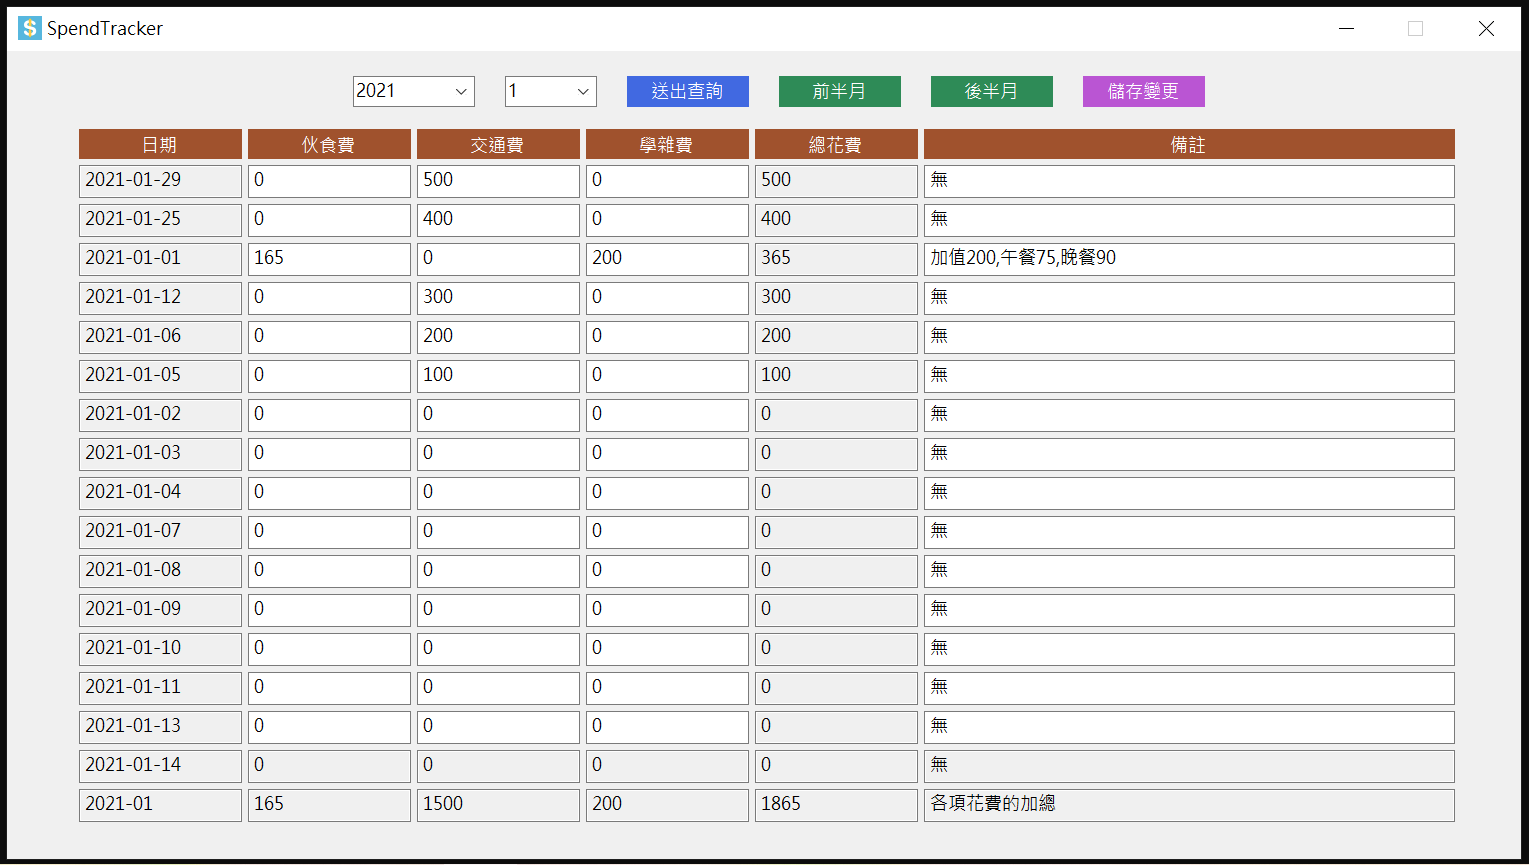 SpendTracker
2021 1 送出查詢 前半月 後半月 儲存變更
日期 伙食費 交通費 學雜費 總花費 備註
2021-01-29 0 500 0 500 無
2021-01-25 0 400 0 400 無
2021-01-01 165 0 200 365 加值200,午餐75,晚餐90
2021-01-12 0 300 0 300 無
2021-01-06 0 200 0 200 無
2021-01-05 0 100 0 100 無
2021-01-02 0 0 0 0 無
2021-01-03 0 0 0 0 無
2021-01-04 0 0 0 0 無
2021-01-07 0 0 0 0 無
2021-01-08 0 0 0 0 無
2021-01-09 0 0 0 0 無
2021-01-10 0 0 0 0 無
2021-01-11 0 0 0 0 無
2021-01-13 0 0 0 0 無
2021-01-14 0 0 0 0 無
2021-01 165 1500 200 1865 各項花費的加總